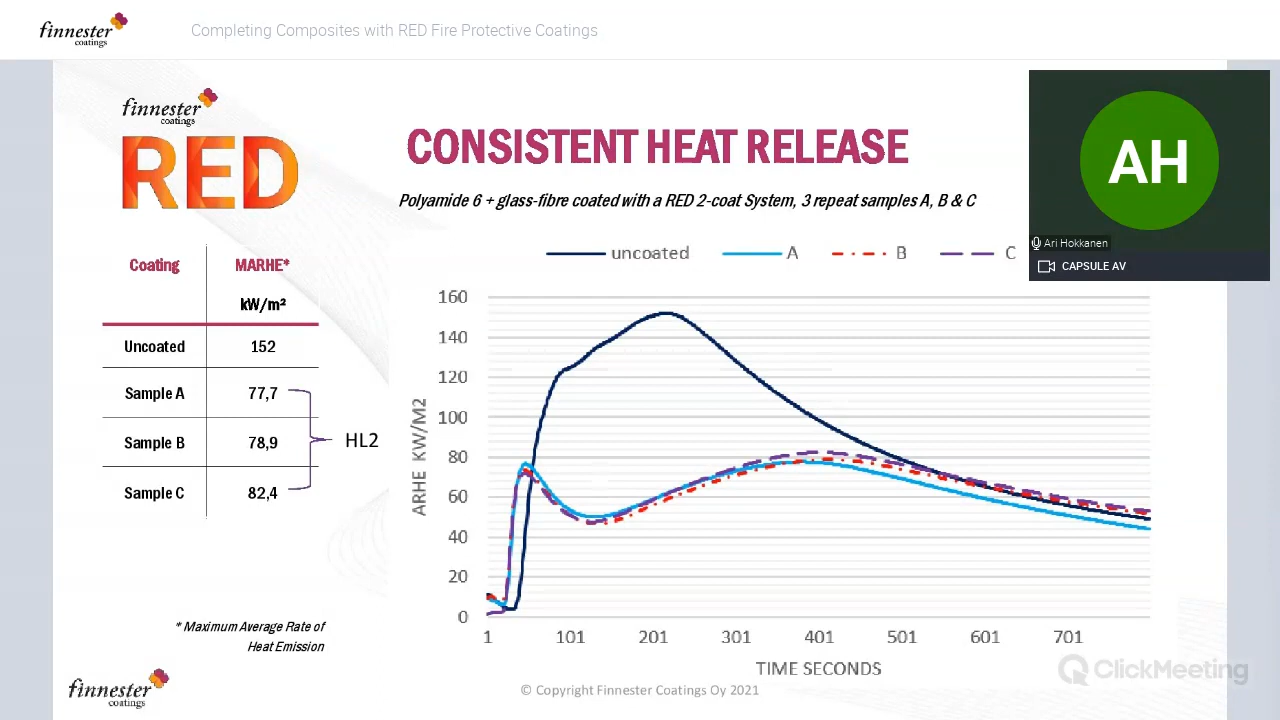 finnester
coatings
Completing Composites with RED Fire Protective Coatings
finnester
coatings
RED
CONSISTENT HEAT RELEASE
Polyamide 6 + glass-fibre coated with a RED 2-coat System, 3 repeat samples A, B & C
AH
Ari Hokkanen
CAPSULE AV
Coating MARHE*
kW/m²
Uncoated 152
Sample A 77,7
Sample B 78,9
Sample C 82,4
HL2
* Maximum Average Rate of
Heat Emission
uncoated A B C
ARHE KW/M2
160
140
120
100
80
60
40
20
0
1 101 201 301 401 501 601 701
TIME SECONDS
finnester
coatings
© Copyright Finnester Coatings Oy 2021
ClickMeeting